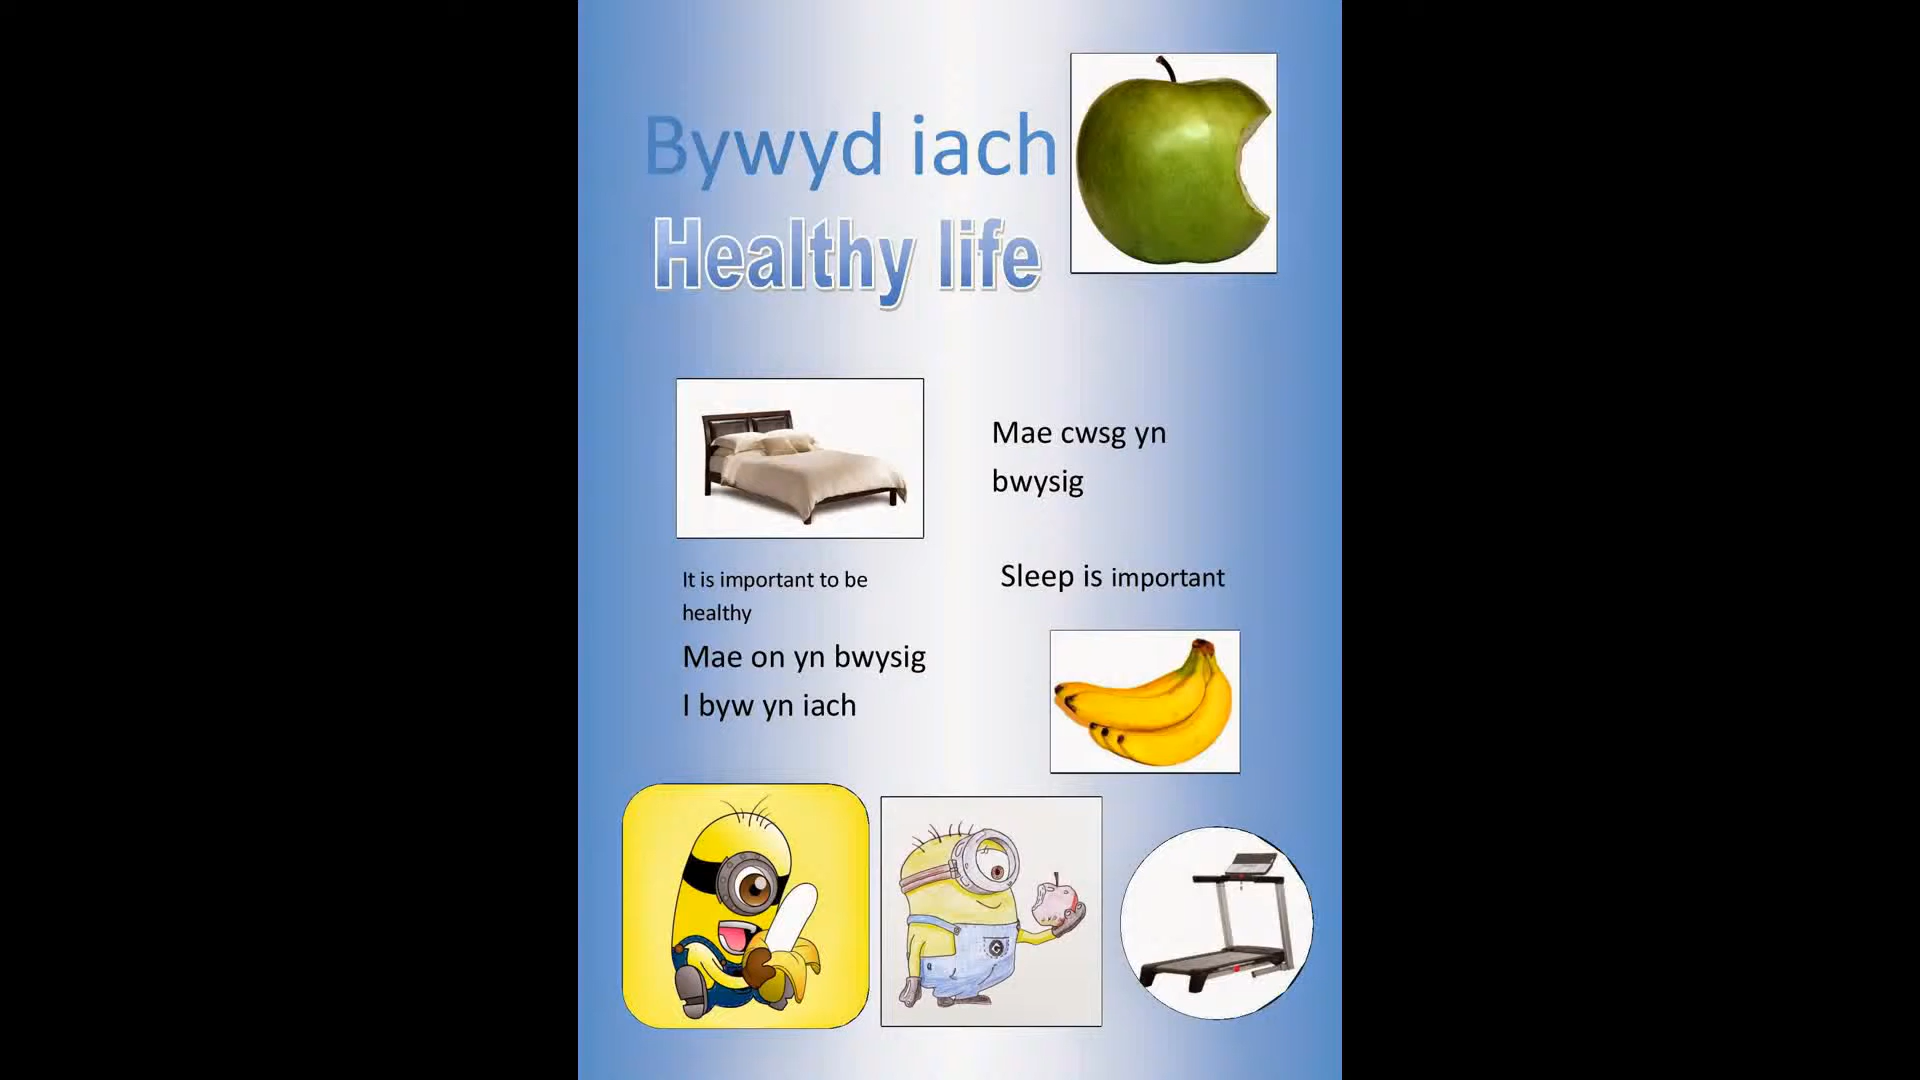 Bywyd iach
Healthy life
Mae cwsg yn
bwysig
Sleep is important
It is important to be
healthy
Mae on yn bwysig
I byw yn iach